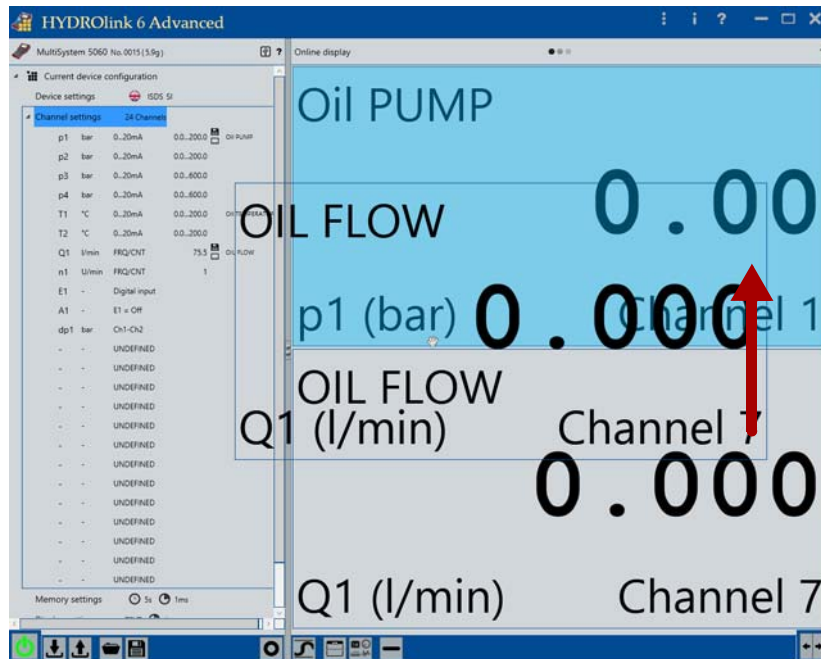 HYDROlink 6 Advanced
i ?
MultiSystem 5060 No. 0015 (5.9g) ?
Online display
Current device configuration
Device settings ISDS SI
Channel settings 24 Channels
p1 bar 0..20mA 0.0..200.0 Oil PUMP
p2 bar 0..20mA 0.0..200.0
p3 bar 0..20mA 0.0..600.0
p4 bar 0..20mA 0.0..600.0
T1 °C 0..20mA 0.0..200.0
T2 °C 0..20mA 0.0..200.0
Q1 l/min FRQ/CNT 75.5 OIL FLOW
n1 U/min FRQ/CNT 1
E1 - Digital input
A1 - E1 = Off
dp1 bar Ch1-Ch2
- - UNDEFINED
- - UNDEFINED
- - UNDEFINED
- - UNDEFINED
- - UNDEFINED
- - UNDEFINED
- - UNDEFINED
- - UNDEFINED
- - UNDEFINED
- - UNDEFINED
- - UNDEFINED
- - UNDEFINED
- - UNDEFINED
Memory settings 5s 1ms
Oil PUMP
0.00
p1 (bar) Channel 1
OIL FLOW
0.000
Q1 (l/min) Channel 7
OIL FLOW
0.000
Q1 (l/min) Channel 7